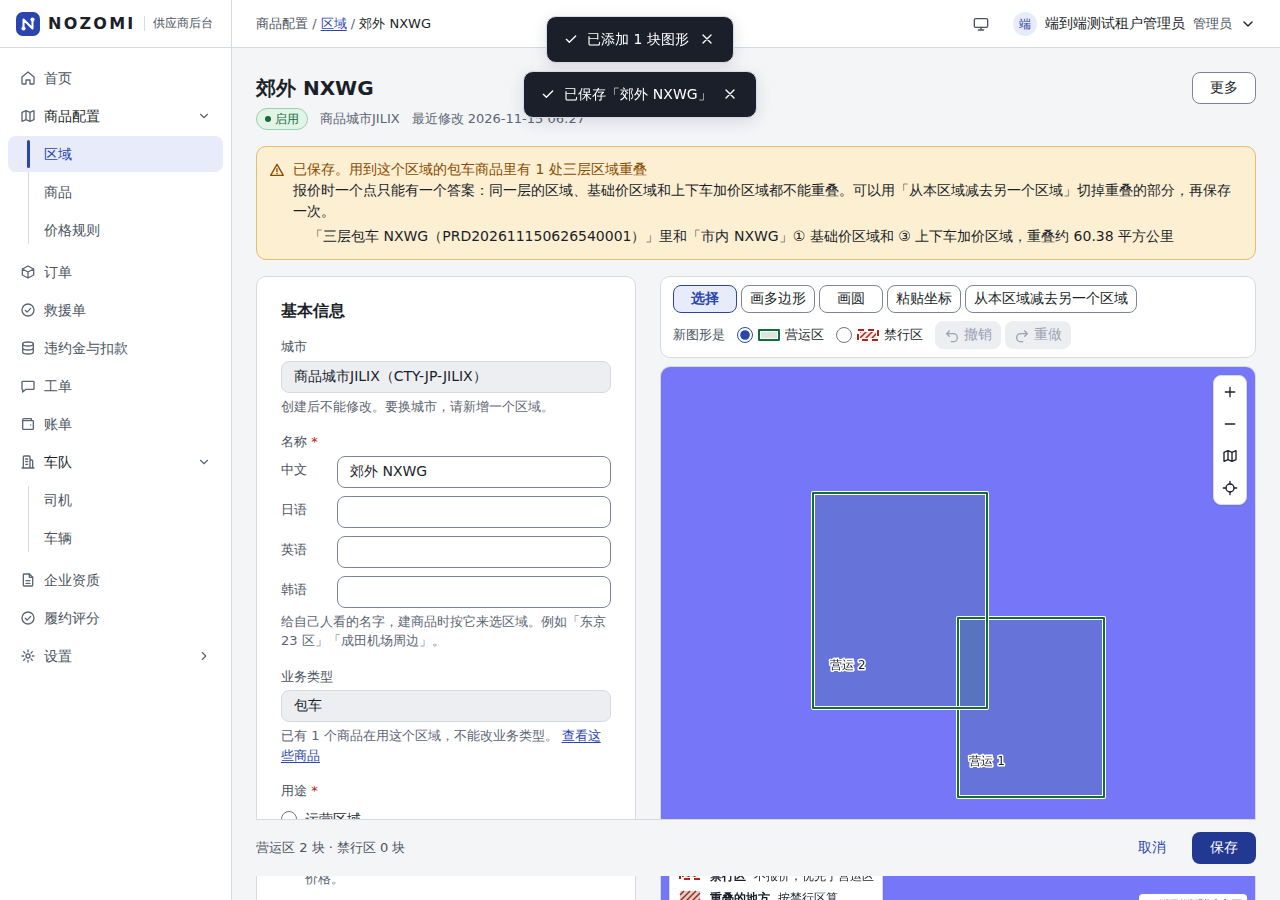 NOZOMI 供应商后台
商品配置 / 区域 / 郊外 NXWG
端 端到端测试租户管理员 管理员
已添加 1 块图形
已保存「郊外 NXWG」
首页
商品配置
区域
商品
价格规则
订单
救援单
违约金与扣款
工单
账单
车队
司机
车辆
企业资质
履约评分
设置
郊外 NXWG
更多
启用 商品城市JILIX 最近修改 2026-11-15 06:27
已保存。用到这个区域的包车商品里有 1 处三层区域重叠
报价时一个点只能有一个答案：同一层的区域、基础价区域和上下车加价区域都不能重叠。可以用「从本区域减去另一个区域」切掉重叠的部分，再保存
一次。
「三层包车 NXWG（PRD202611150626540001）」里和「市内 NXWG」① 基础价区域和 ③ 上下车加价区域，重叠约 60.38 平方公里
基本信息
城市
商品城市JILIX（CTY-JP-JILIX）
创建后不能修改。要换城市，请新增一个区域。
名称 *
中文 郊外 NXWG
日语
英语
韩语
给自己人看的名字，建商品时按它来选区域。例如「东京
23 区」「成田机场周边」。
业务类型
包车
已有 1 个商品在用这个区域，不能改业务类型。 查看这
些商品
用途 *
运营区域
价格。
选择 画多边形 画圆 粘贴坐标 从本区域减去另一个区域
新图形是 营运区 禁行区 撤销 重做
营运 2
营运 1
禁行区 不报价，优先于营运区
重叠的地方 按禁行区算
营运区 2 块 · 禁行区 0 块
取消 保存